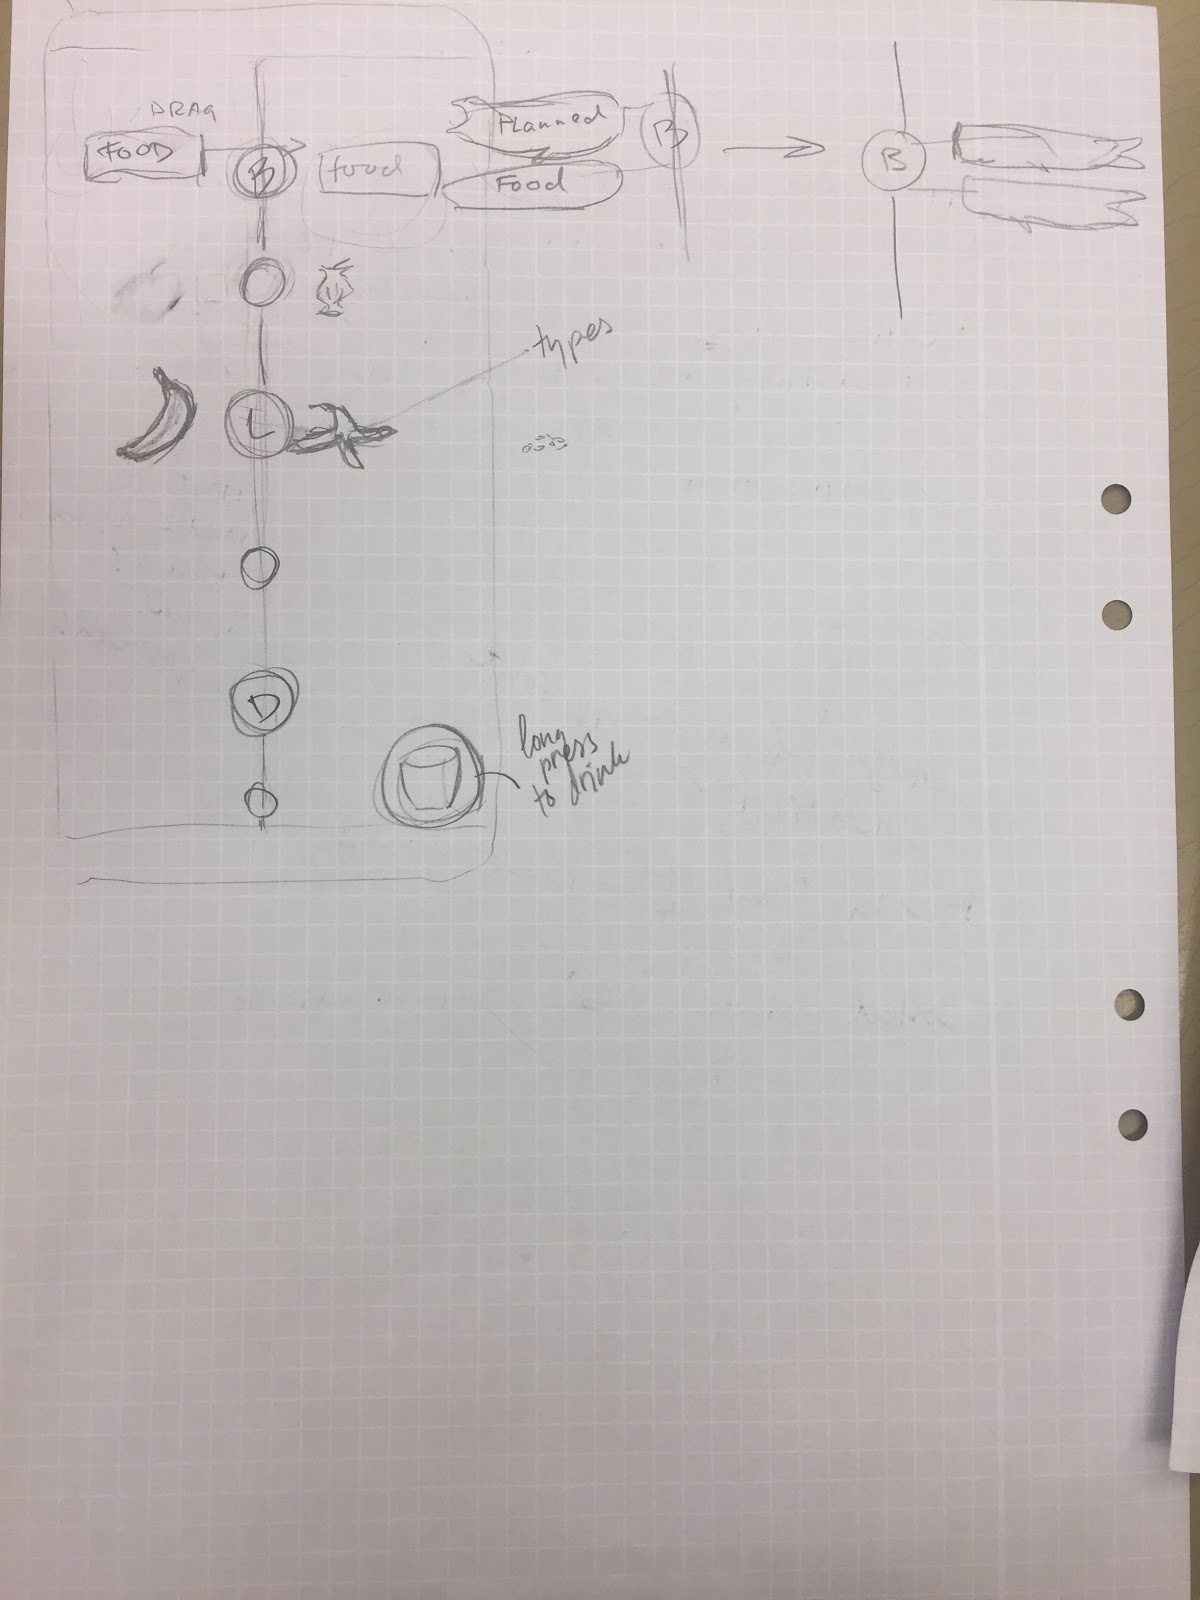 DRAG
FOOD
B
food
Planned
Food
B
B
types
L
D
long
press
to drink